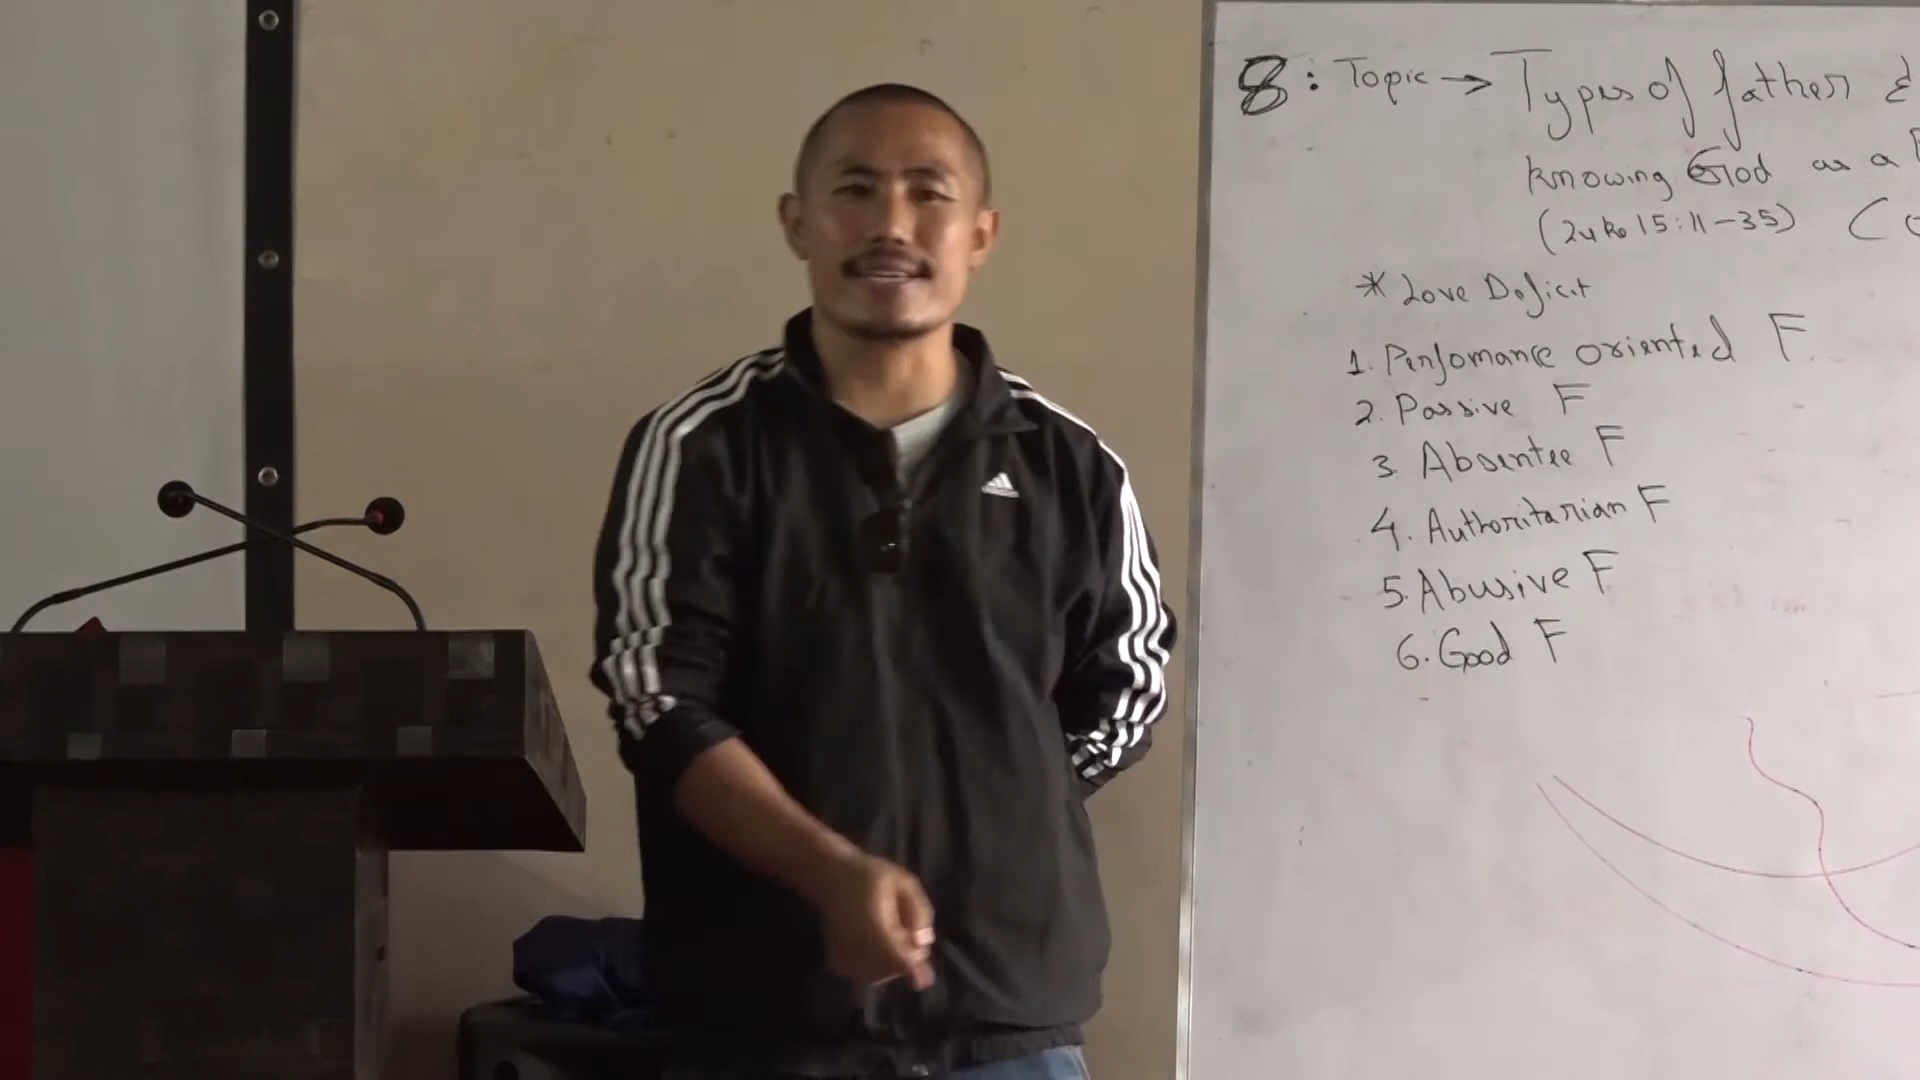 8: Topic → Types of father &
knowing God as a
(Luke 15:11-35) (
* Love Deficit
1. Perfomance oriented F
2. Passive F
3. Absentee F
4. Authoritarian F
5. Abusive F
6. Good F